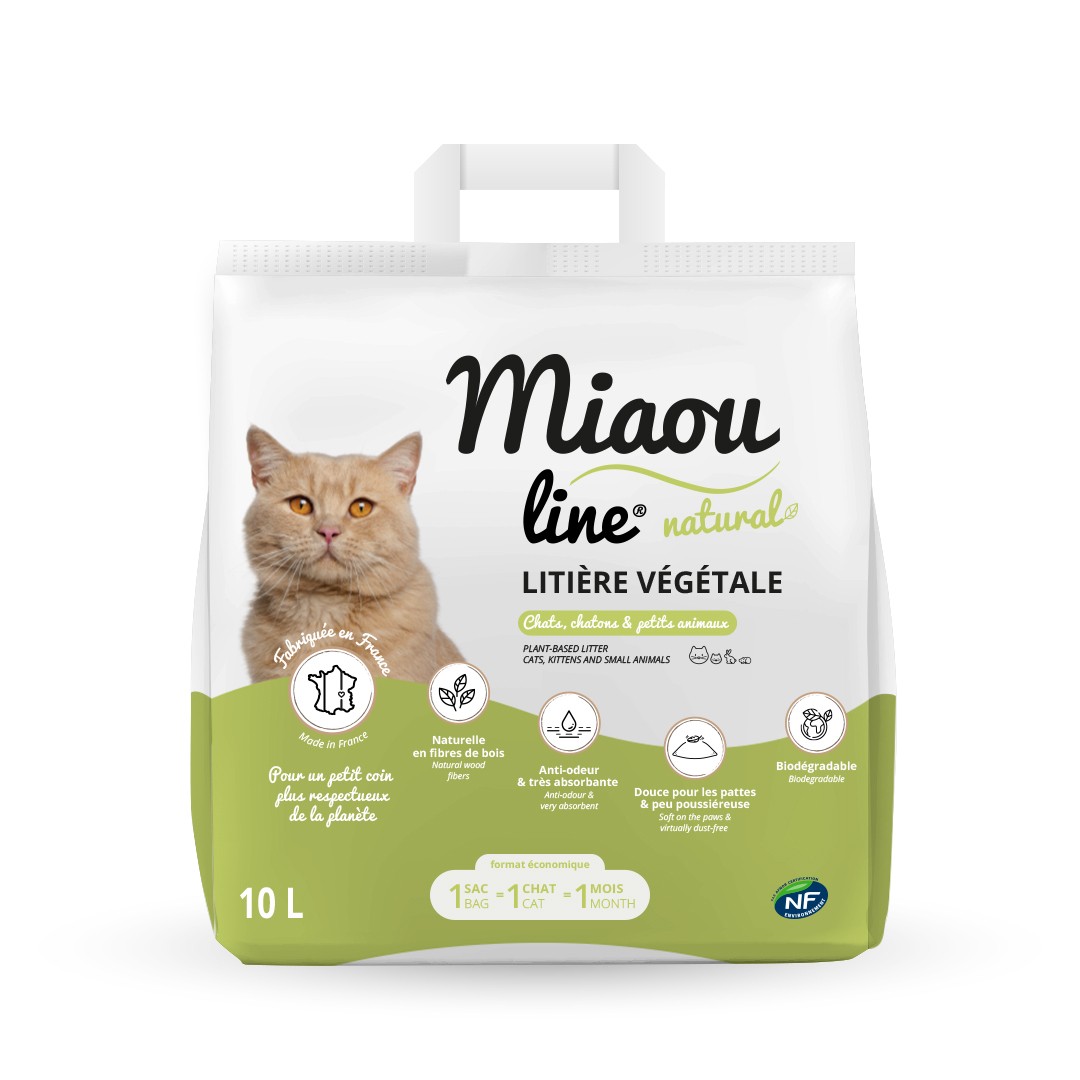 Miaou
line®
natural
LITIÈRE VÉGÉTALE
Chats, chatons & petits animaux
PLANT-BASED LITTER
CATS, KITTENS AND SMALL ANIMALS
Fabriquée en France
Made in France
Pour un petit coin
plus respectueux
de la planète
Naturelle
en fibres de bois
Natural wood
fibers
Anti-odeur
& très absorbante
Anti-odour &
very absorbent
Douce pour les pattes
& peu poussiéreuse
Soft on the paws &
virtually dust-free
Biodégradable
Biodegradable
format économique
1 SAC = 1 CHAT = 1 MOIS
BAG CAT MONTH
10 L
NF
ENVIRONNEMENT